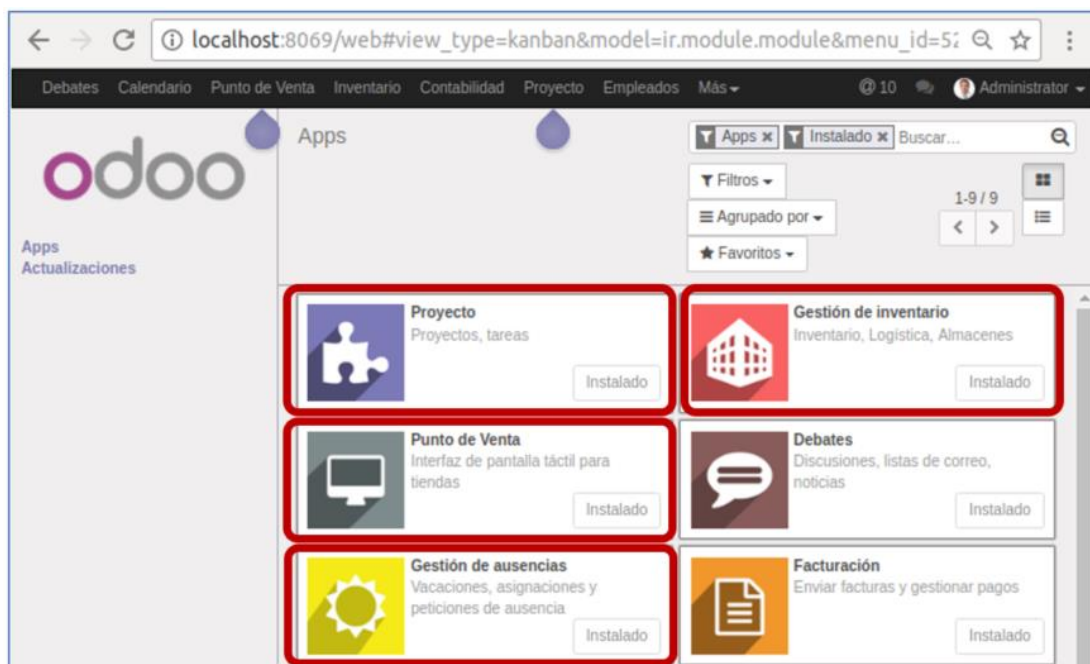 localhost:8069/web#view_type=kanban&model=ir.module.module&menu_id=52
Debates Calendario Punto de Venta Inventario Contabilidad Proyecto Empleados Más @ 10 Administrator
odoo
Apps
Actualizaciones
Apps
Apps × Instalado × Buscar...
Filtros
Agrupado por
Favoritos
1-9 / 9
Proyecto
Proyectos, tareas
Instalado
Gestión de inventario
Inventario, Logística, Almacenes
Instalado
Punto de Venta
Interfaz de pantalla táctil para
tiendas
Instalado
Debates
Discusiones, listas de correo,
noticias
Instalado
Gestión de ausencias
Vacaciones, asignaciones y
peticiones de ausencia
Instalado
Facturación
Enviar facturas y gestionar pagos
Instalado